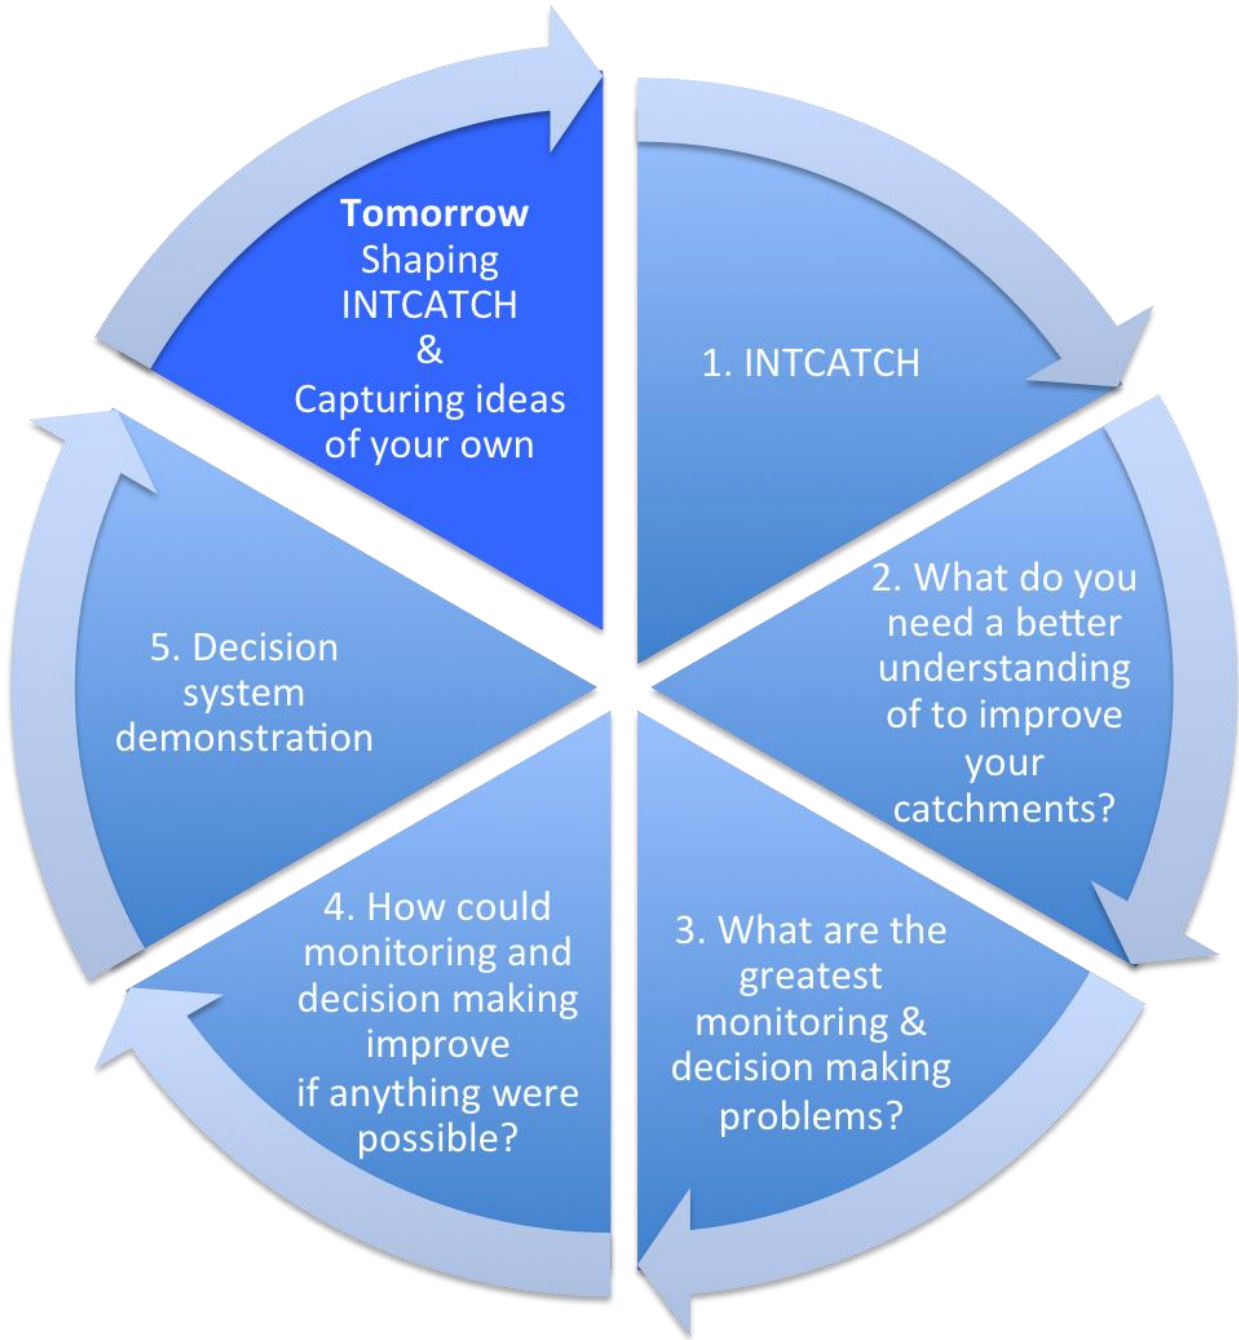 Tomorrow
Shaping
INTCATCH
&
Capturing ideas
of your own
1. INTCATCH
2. What do you
need a better
understanding
of to improve
your
catchments?
3. What are the
greatest
monitoring &
decision making
problems?
4. How could
monitoring and
decision making
improve
if anything were
possible?
5. Decision
system
demonstration